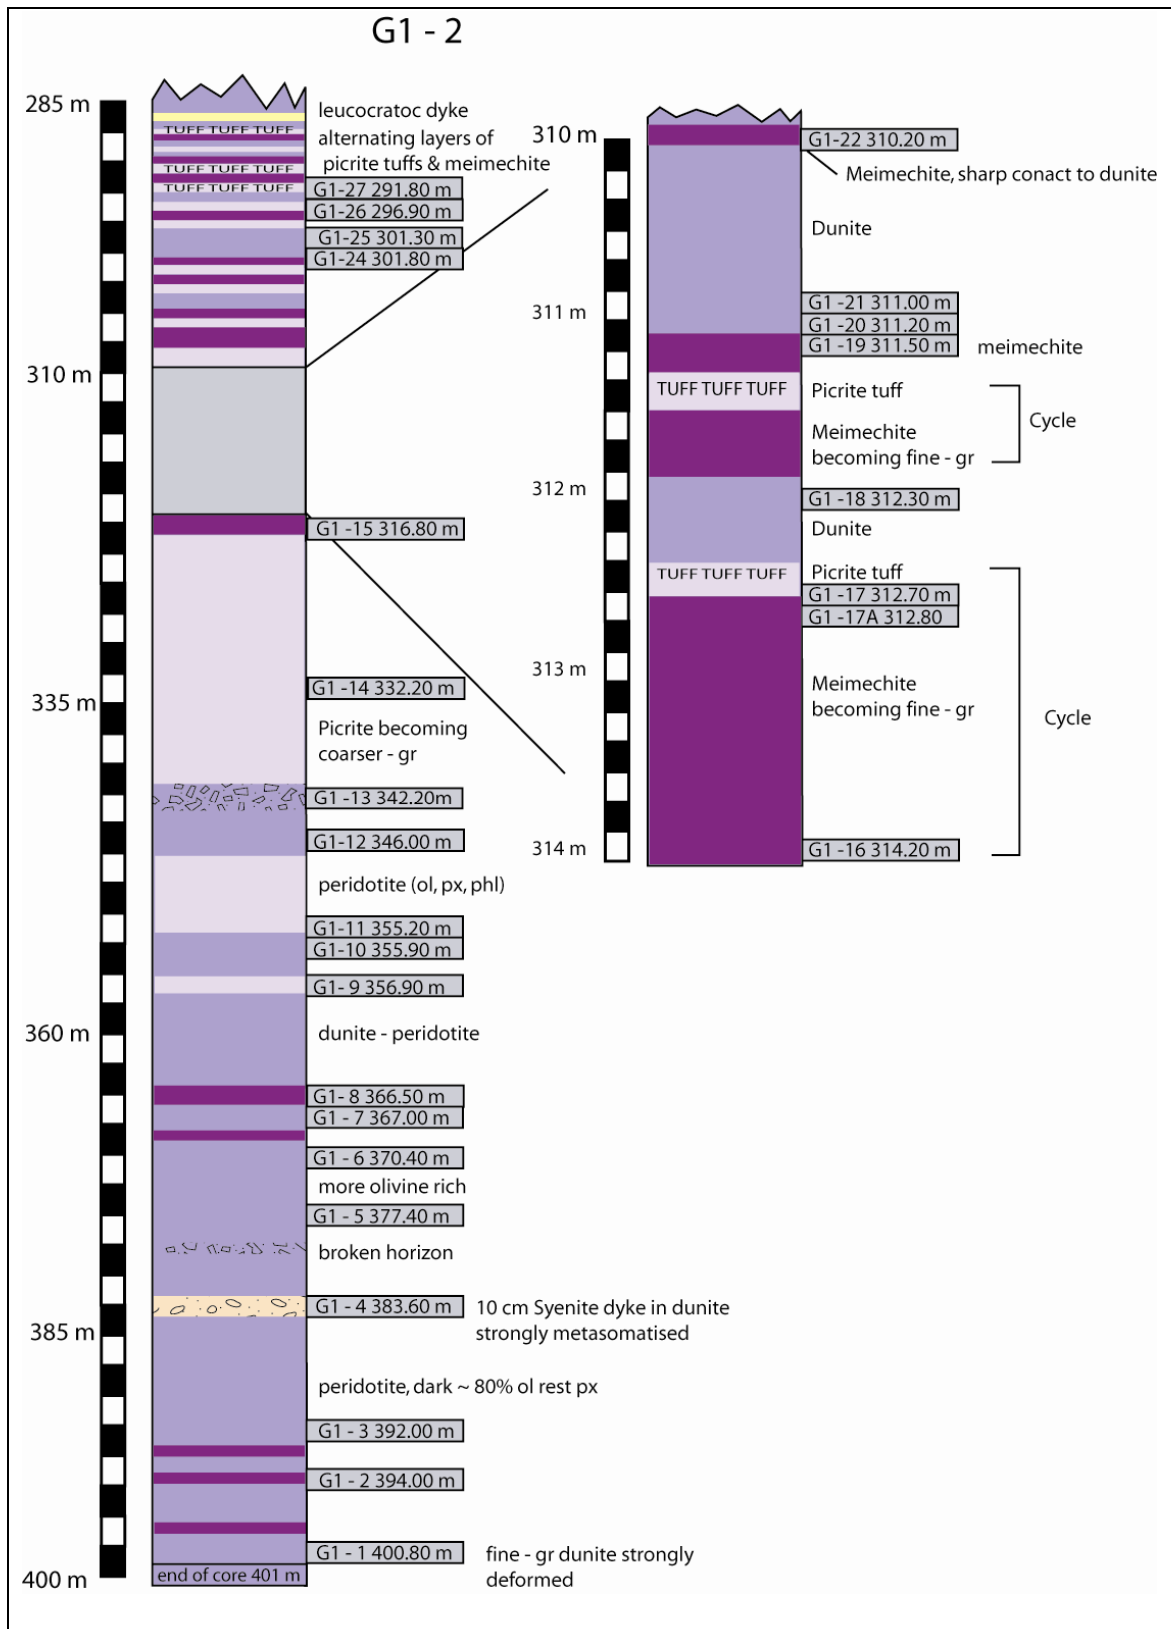 G1 - 2
285 m
leucocratoc dyke
TUFF TUFF TUFF
alternating layers of
picrite tuffs & meimechite
TUFF TUFF TUFF
TUFF TUFF TUFF
G1-27 291.80 m
G1-26 296.90 m
G1-25 301.30 m
G1-24 301.80 m
310 m
G1 -15 316.80 m
G1 -14 332.20 m
335 m
Picrite becoming
coarser - gr
G1 -13 342.20m
G1-12 346.00 m
peridotite (ol, px, phl)
G1-11 355.20 m
G1-10 355.90 m
G1- 9 356.90 m
360 m
dunite - peridotite
G1- 8 366.50 m
G1 - 7 367.00 m
G1 - 6 370.40 m
more olivine rich
G1 - 5 377.40 m
broken horizon
G1 - 4 383.60 m
10 cm Syenite dyke in dunite
strongly metasomatised
385 m
peridotite, dark ~ 80% ol rest px
G1 - 3 392.00 m
G1 - 2 394.00 m
G1 - 1 400.80 m
fine - gr dunite strongly
deformed
end of core 401 m
400 m
310 m
G1-22 310.20 m
Meimechite, sharp conact to dunite
Dunite
G1 -21 311.00 m
311 m
G1 -20 311.20 m
G1 -19 311.50 m
meimechite
TUFF TUFF TUFF
Picrite tuff
Cycle
Meimechite
becoming fine - gr
312 m
G1 -18 312.30 m
Dunite
TUFF TUFF TUFF
Picrite tuff
G1 -17 312.70 m
G1 -17A 312.80
313 m
Meimechite
becoming fine - gr
Cycle
314 m
G1 -16 314.20 m